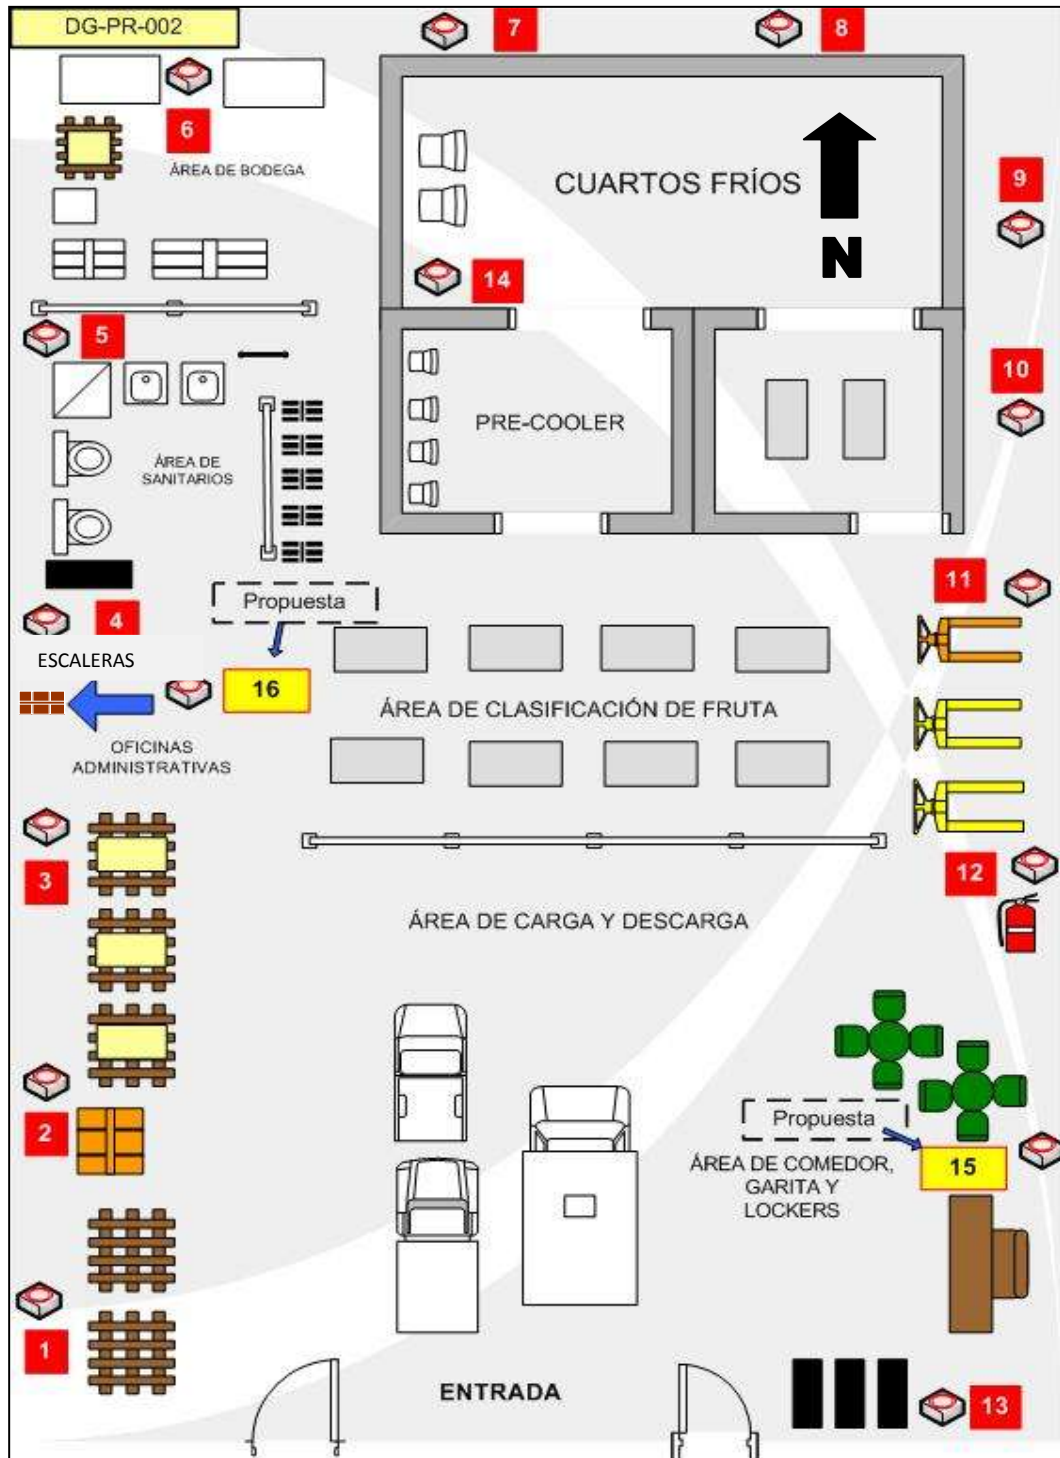 DG-PR-002
7
8
6
ÁREA DE BODEGA
CUARTOS FRÍOS
N
9
14
5
10
PRE-COOLER
ÁREA DE
SANITARIOS
11
Propuesta
4
ESCALERAS
16
ÁREA DE CLASIFICACIÓN DE FRUTA
OFICINAS
ADMINISTRATIVAS
3
12
ÁREA DE CARGA Y DESCARGA
2
Propuesta
15
ÁREA DE COMEDOR,
GARITA Y
LOCKERS
1
ENTRADA
13